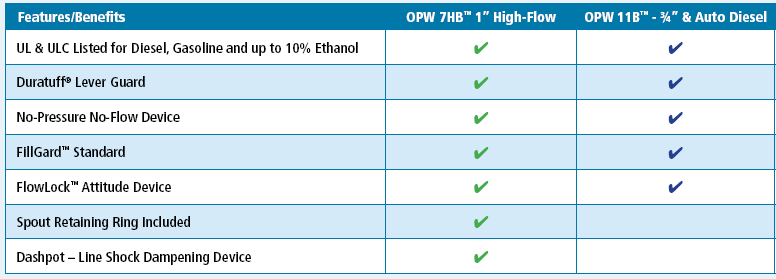 Features/Benefits OPW 7HB™ 1” High-Flow OPW 11B™ - ¾” & Auto Diesel
UL & ULC Listed for Diesel, Gasoline and up to 10% Ethanol ✔ ✔
Duratuff® Lever Guard ✔ ✔
No-Pressure No-Flow Device ✔ ✔
FillGard™ Standard ✔ ✔
FlowLock™ Attitude Device ✔ ✔
Spout Retaining Ring Included ✔
Dashpot – Line Shock Dampening Device ✔